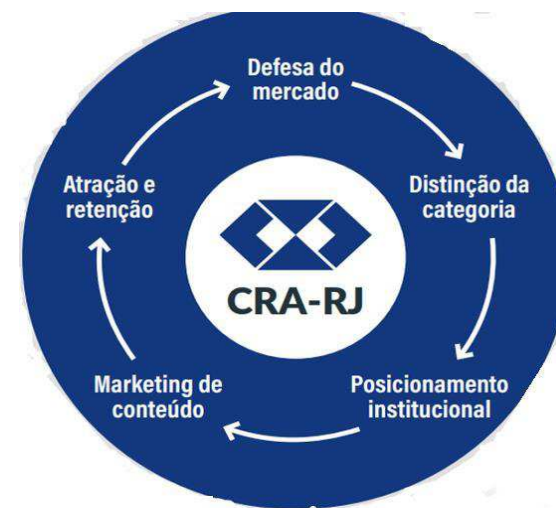 Defesa do
mercado
Distinção da
categoria
Posicionamento
institucional
Marketing de
conteúdo
Atração e
retenção
CRA-RJ